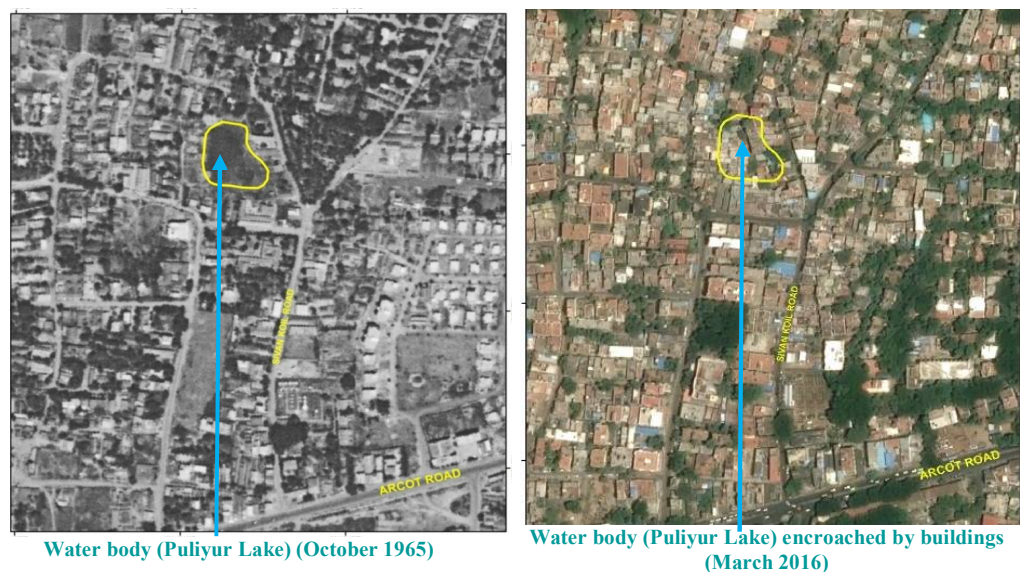 SIVAN KOIL ROAD
ARCOT ROAD
Water body (Puliyur Lake) (October 1965)
SIVAN KOIL ROAD
ARCOT ROAD
Water body (Puliyur Lake) encroached by buildings
(March 2016)